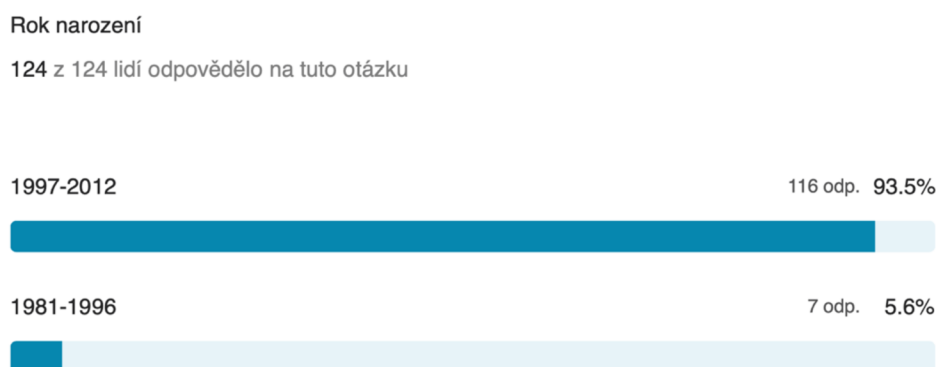 Rok narození
124 z 124 lidí odpovědělo na tuto otázku
1997-2012 116 odp. 93.5%
1981-1996 7 odp. 5.6%